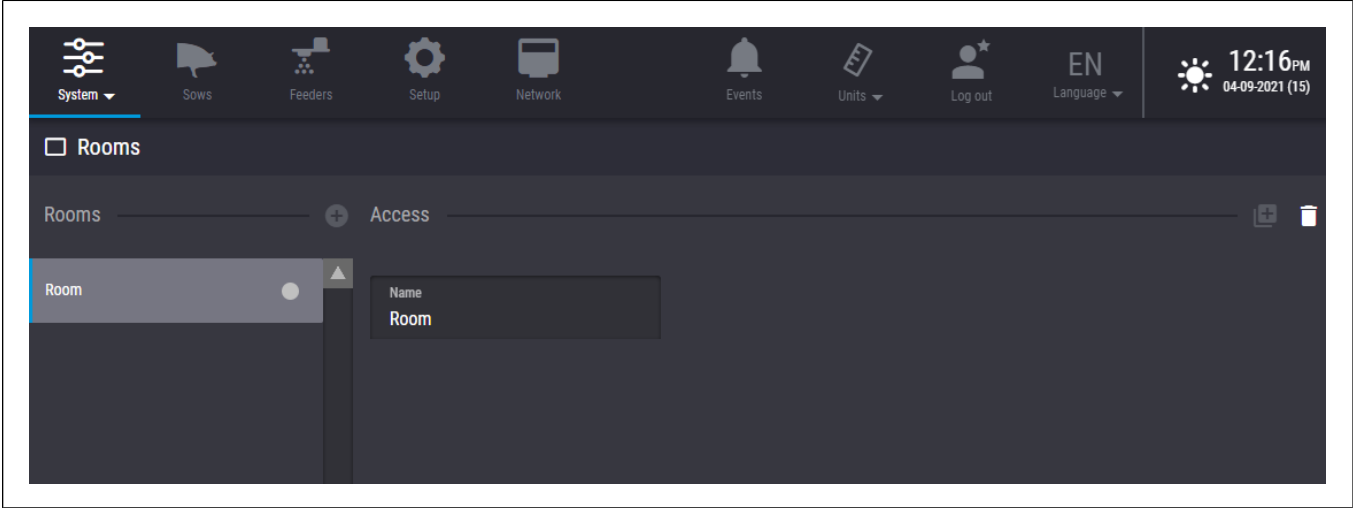 System
Sows
Feeders
Setup
Network
Events
Units
Log out
EN
Language
12:16PM
04-09-2021 (15)
Rooms
Rooms
Access
Room
Name
Room